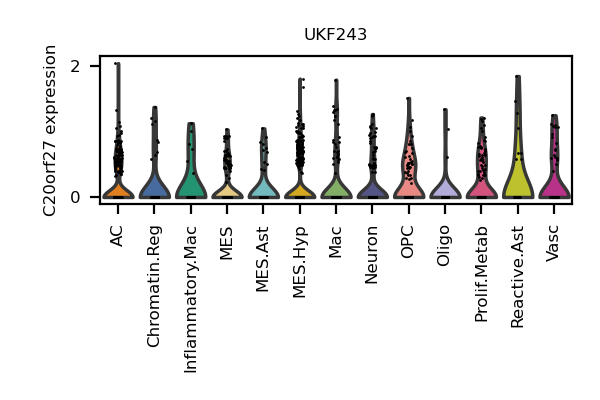 UKF243
C20orf27 expression
2
0
AC
Chromatin.Reg
Inflammatory.Mac
MES
MES.Ast
MES.Hyp
Mac
Neuron
OPC
Oligo
Prolif.Metab
Reactive.Ast
Vasc